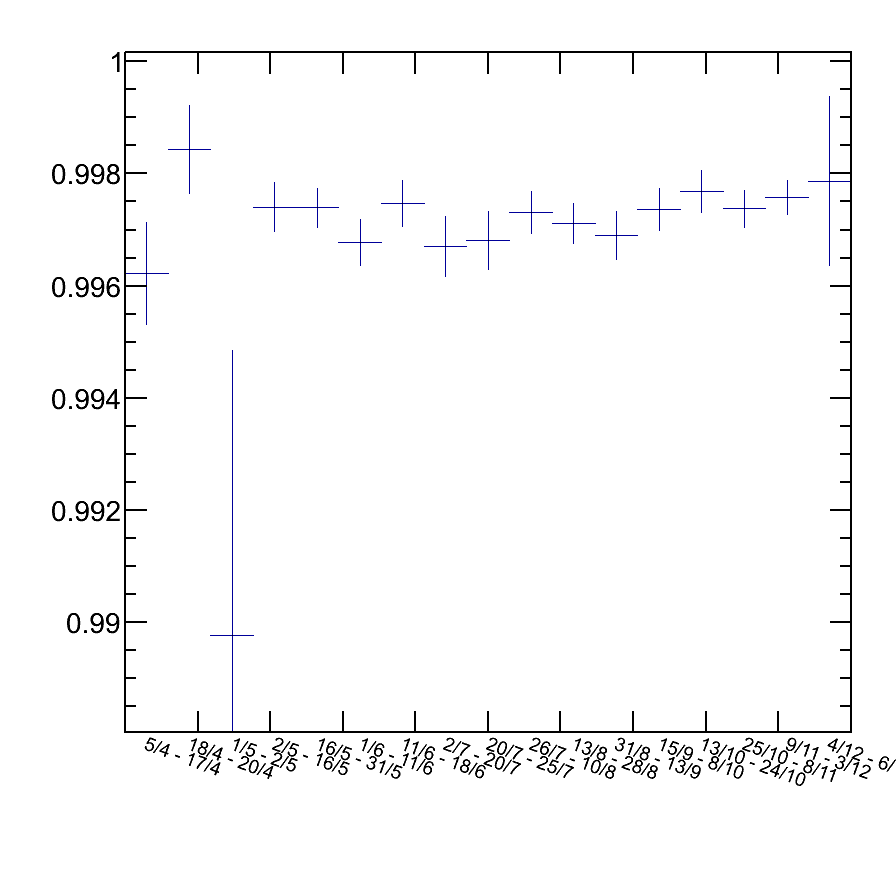 1
0.998
0.996
0.994
0.992
0.99
5/4 - 17/4
18/4 - 20/4
1/5 - 2/5
2/5 - 16/5
16/5 - 31/5
1/6 - 11/6
11/6 - 18/6
2/7 - 20/7
20/7 - 25/7
26/7 - 10/8
13/8 - 28/8
31/8 - 13/9
15/9 - 8/10
13/10 - 24/10
25/10 - 8/11
9/11 - 3/12
4/12 - 6/